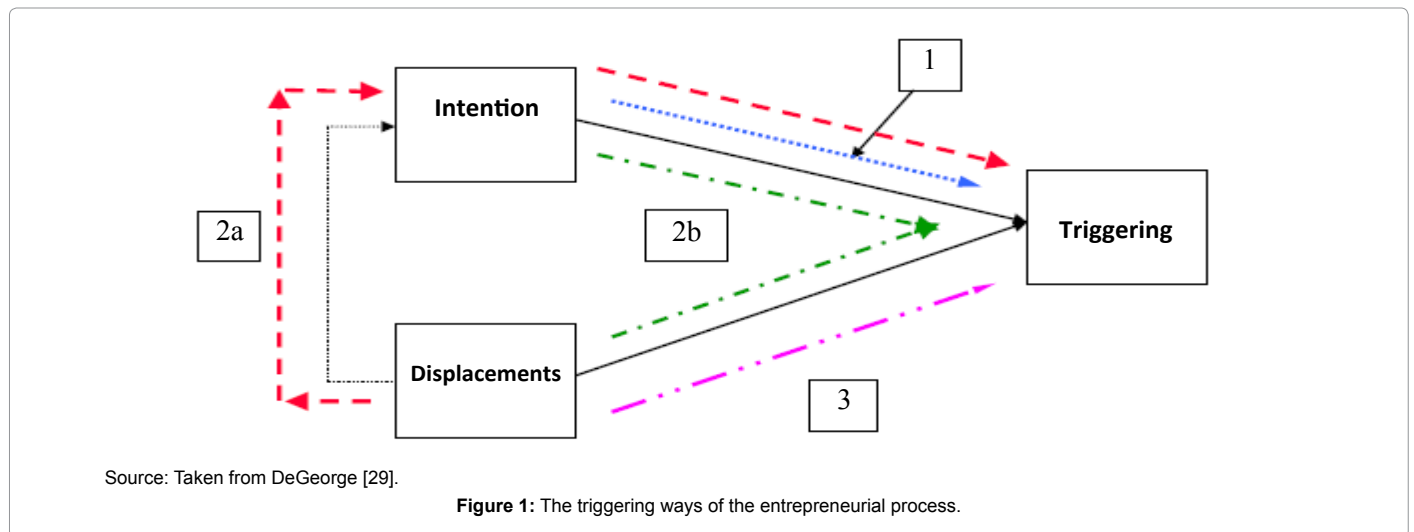 1
Intention
2a
2b
Triggering
Displacements
3
Source: Taken from DeGeorge [29].
Figure 1: The triggering ways of the entrepreneurial process.